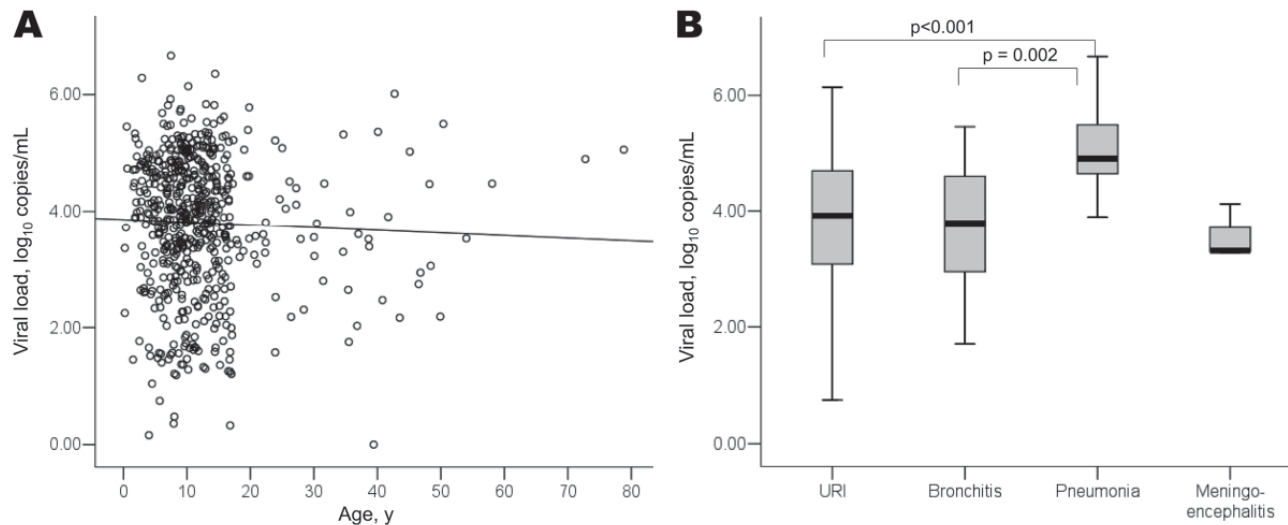 A
Viral load, log10 copies/mL
6.00
4.00
2.00
0.00
0 10 20 30 40 50 60 70 80
Age, y
B
Viral load, log10 copies/mL
p<0.001
p = 0.002
6.00
4.00
2.00
0.00
URI Bronchitis Pneumonia Meningo-
encephalitis